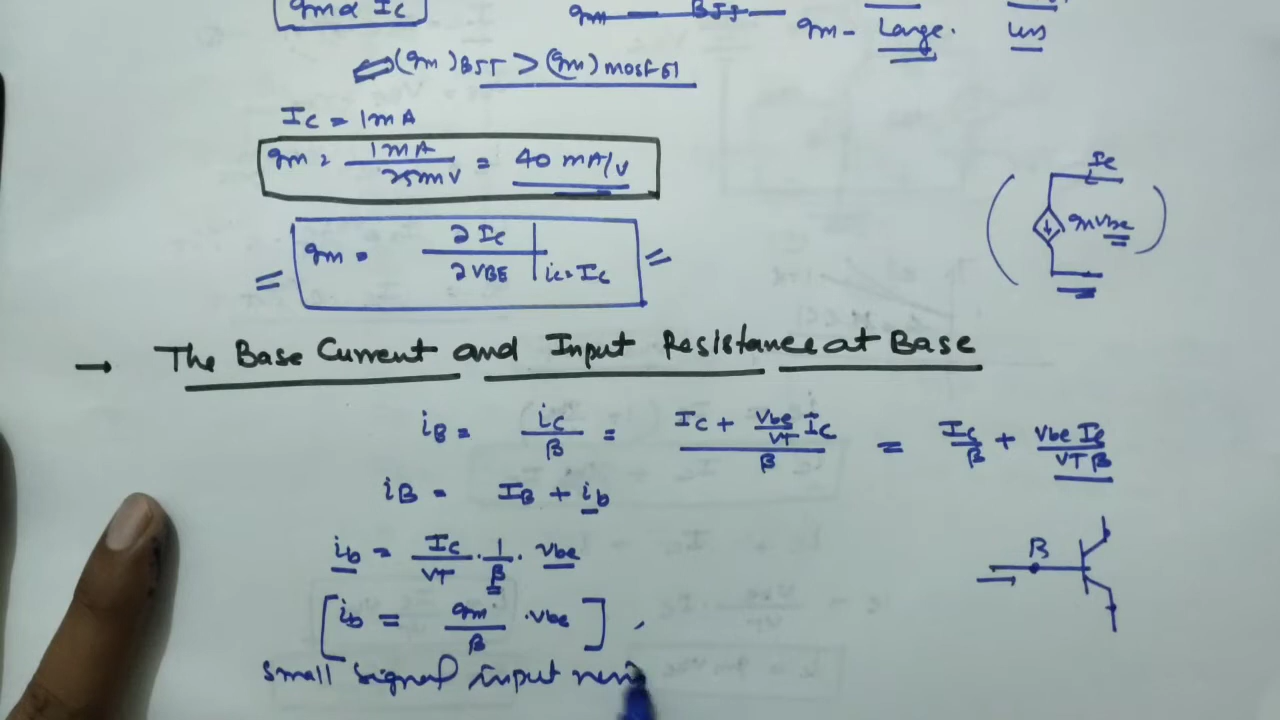 gm ∝ Ic
gm BJT
gm - Large. Less
(gm)BJT > (gm)MOSFET
Ic = 1mA
gm = 1mA / 25mV = 40 mA/V
Ic
gmvbe
gm = ∂Ic / ∂VBE | ic=Ic
→ The Base Current and Input Resistance at Base
iB = ic / β = (Ic + vbe/VT Ic) / β = Ic/β + vbe Ic / VT β
iB = IB + ib
ib = Ic/VT · 1/β · vbe
B
[ib = gm/β · vbe]
small signal input